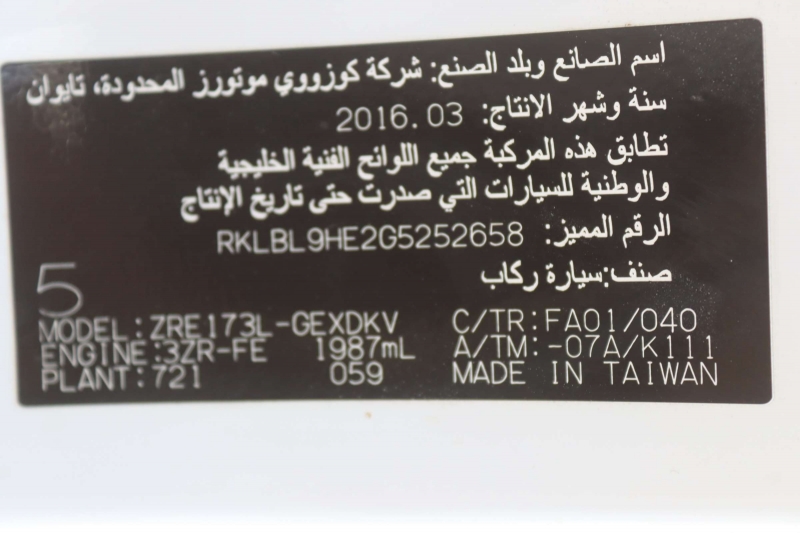 اسم الصانع وبلد الصنع: شركة كوزووي موتورز المحدودة، تايوان
سنة وشهر الانتاج: 2016.03
تطابق هذه المركبة جميع اللوائح الفنية الخليجية
والوطنية للسيارات التي صدرت حتى تاريخ الإنتاج
الرقم المميز: RKLBL9HE2G5252658
صنف:سيارة ركاب
5
MODEL:ZRE173L-GEXDKV C/TR:FA01/040
ENGINE:3ZR-FE 1987mL A/TM:-07A/K111
PLANT:721 059 MADE IN TAIWAN